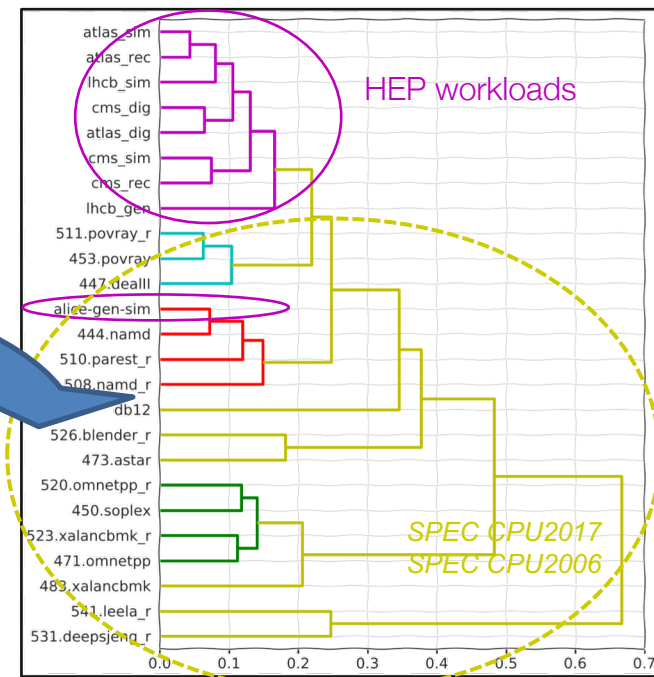 atlas_sim
atlas_rec
lhcb_sim
HEP workloads
cms_dig
atlas_dig
cms_sim
cms_rec
lhcb_gen
511.povray_r
453.povray
447.dealII
alice-gen-sim
444.namd
510.parest_r
508.namd_r
db12
526.blender_r
473.astar
520.omnetpp_r
450.soplex
523.xalancbmk_r
SPEC CPU2017
471.omnetpp
SPEC CPU2006
483.xalancbmk
541.leela_r
531.deepsjeng_r
0.0 0.1 0.2 0.3 0.4 0.5 0.6 0.7